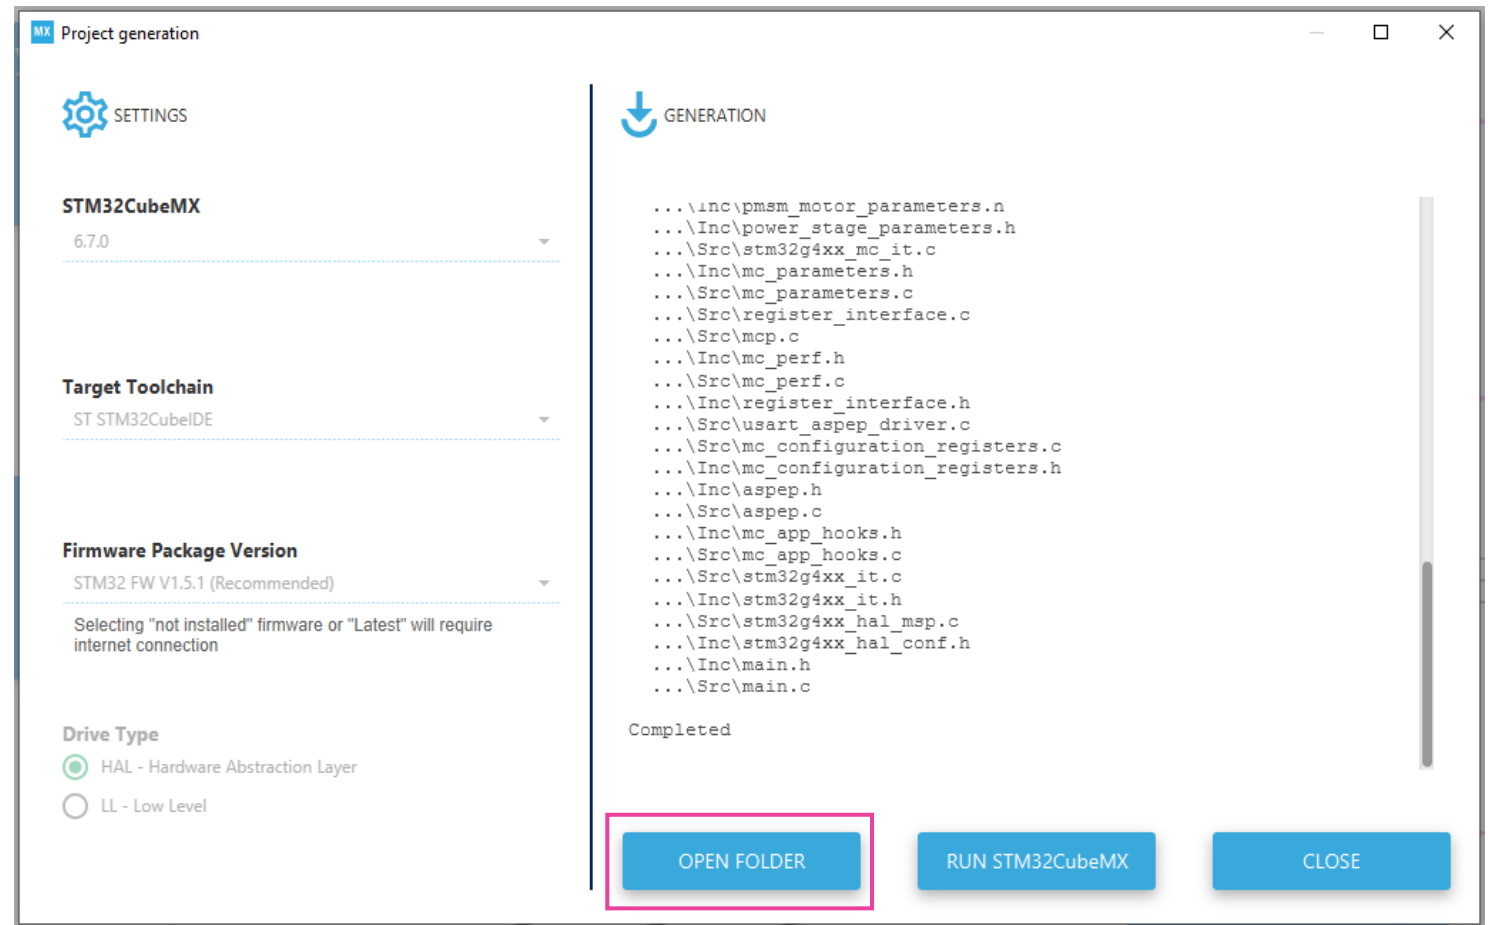 MX Project generation
SETTINGS
STM32CubeMX
6.7.0
Target Toolchain
ST STM32CubeIDE
Firmware Package Version
STM32 FW V1.5.1 (Recommended)
Selecting "not installed" firmware or "Latest" will require
internet connection
Drive Type
HAL - Hardware Abstraction Layer
LL - Low Level
GENERATION
...\Inc\pmsm_motor_parameters.h
...\Inc\power_stage_parameters.h
...\Src\stm32g4xx_mc_it.c
...\Inc\mc_parameters.h
...\Src\mc_parameters.c
...\Src\register_interface.c
...\Src\mcp.c
...\Inc\mc_perf.h
...\Src\mc_perf.c
...\Inc\register_interface.h
...\Src\usart_aspep_driver.c
...\Src\mc_configuration_registers.c
...\Inc\mc_configuration_registers.h
...\Inc\aspep.h
...\Src\aspep.c
...\Inc\mc_app_hooks.h
...\Src\mc_app_hooks.c
...\Src\stm32g4xx_it.c
...\Inc\stm32g4xx_it.h
...\Src\stm32g4xx_hal_msp.c
...\Inc\stm32g4xx_hal_conf.h
...\Inc\main.h
...\Src\main.c
Completed
OPEN FOLDER
RUN STM32CubeMX
CLOSE